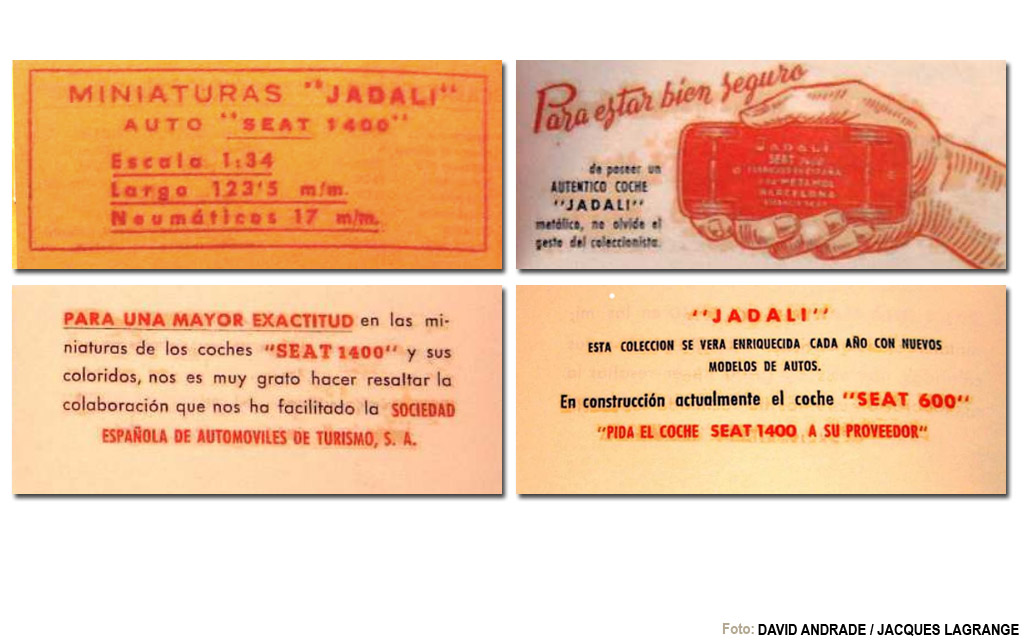 MINIATURAS "JADALI"
AUTO "SEAT 1400"
Escala 1:34
Largo 123'5 m/m.
Neumáticos 17 m/m.
Para estar bien seguro
de poseer un
AUTENTICO COCHE
"JADALI"
metálico, no olvide el
gesto del coleccionista.
JADALI
SEAT 1400
BARCELONA
PARA UNA MAYOR EXACTITUD en las mi-
niaturas de los coches "SEAT 1400" y sus
coloridos, nos es muy grato hacer resaltar la
colaboración que nos ha facilitado la SOCIEDAD
ESPAÑOLA DE AUTOMOVILES DE TURISMO, S. A.
"JADALI"
ESTA COLECCION SE VERA ENRIQUECIDA CADA AÑO CON NUEVOS
MODELOS DE AUTOS.
En construcción actualmente el coche "SEAT 600"
"PIDA EL COCHE SEAT 1400 A SU PROVEEDOR"
Foto: DAVID ANDRADE / JACQUES LAGRANGE